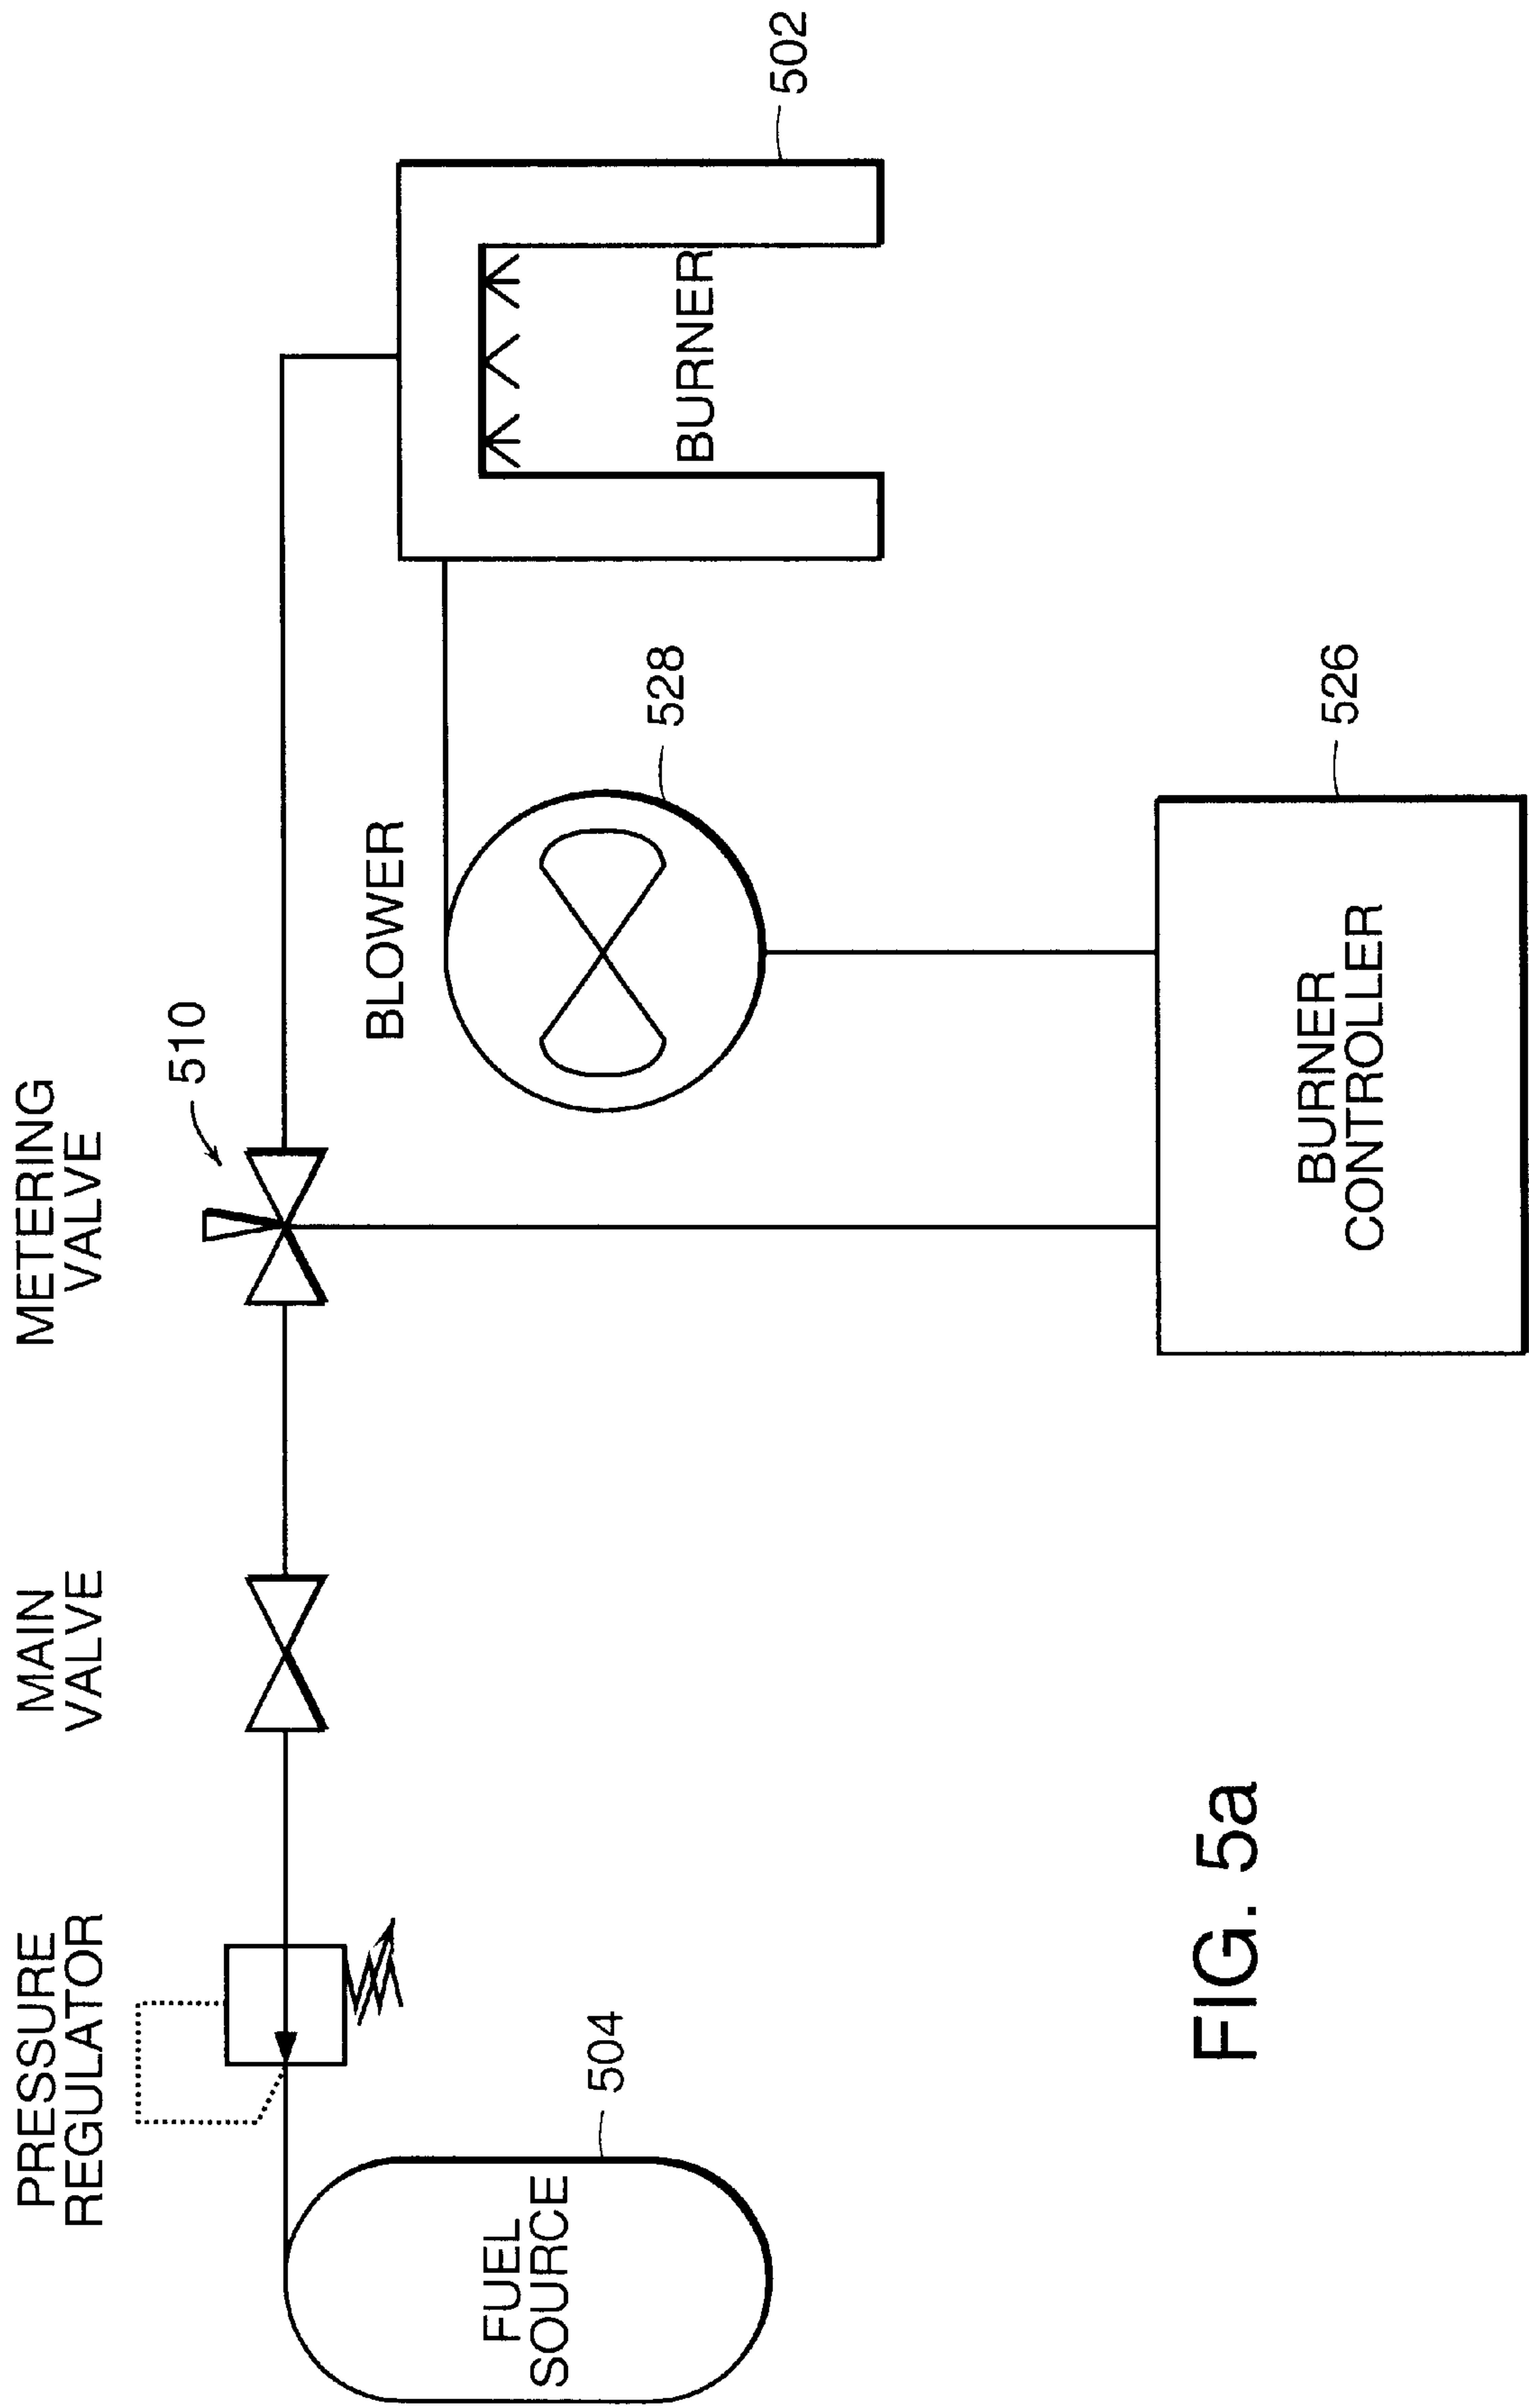 PRESSURE
REGULATOR
MAIN
VALVE
METERING
VALVE
510
BLOWER
528
502
BURNER
504
FUEL
SOURCE
BURNER
CONTROLLER
526
FIG. 5a